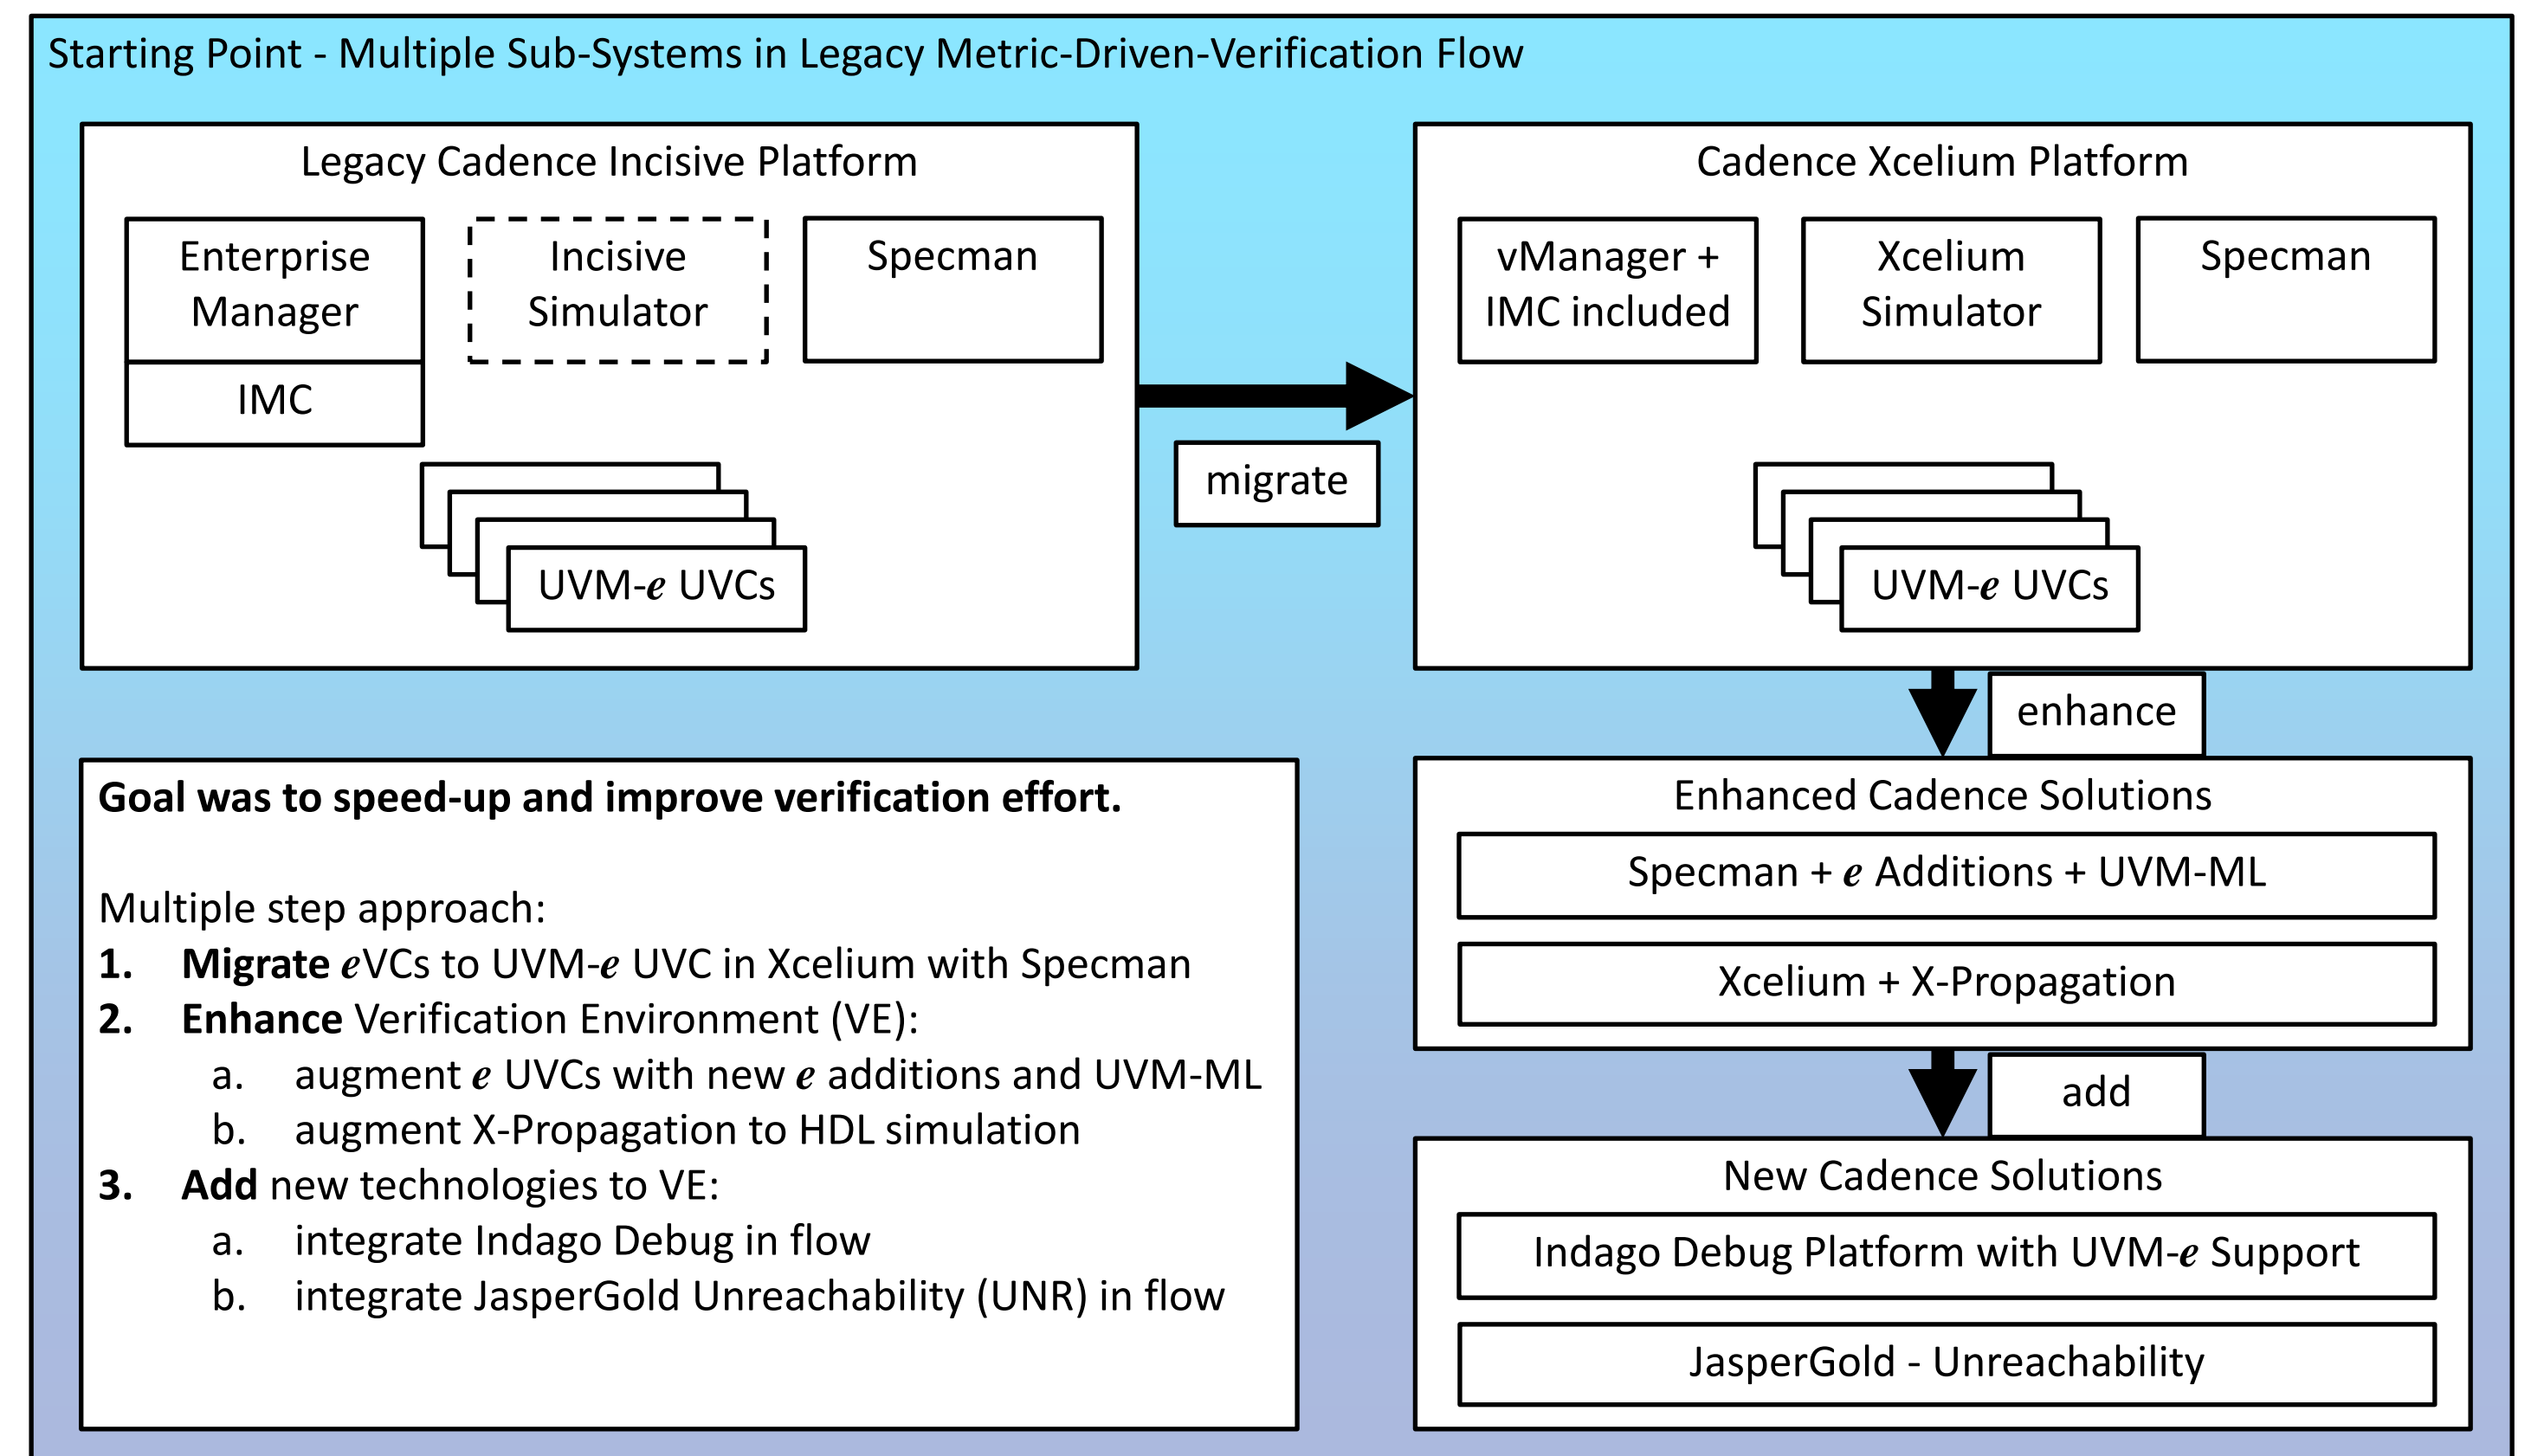 Starting Point - Multiple Sub-Systems in Legacy Metric-Driven-Verification Flow
Legacy Cadence Incisive Platform
Enterprise
Manager
IMC
Incisive
Simulator
Specman
UVM-e UVCs
migrate
Cadence Xcelium Platform
vManager +
IMC included
Xcelium
Simulator
Specman
UVM-e UVCs
enhance
Goal was to speed-up and improve verification effort.
Multiple step approach:
1. Migrate eVCs to UVM-e UVC in Xcelium with Specman
2. Enhance Verification Environment (VE):
a. augment e UVCs with new e additions and UVM-ML
b. augment X-Propagation to HDL simulation
3. Add new technologies to VE:
a. integrate Indago Debug in flow
b. integrate JasperGold Unreachability (UNR) in flow
Enhanced Cadence Solutions
Specman + e Additions + UVM-ML
Xcelium + X-Propagation
add
New Cadence Solutions
Indago Debug Platform with UVM-e Support
JasperGold - Unreachability